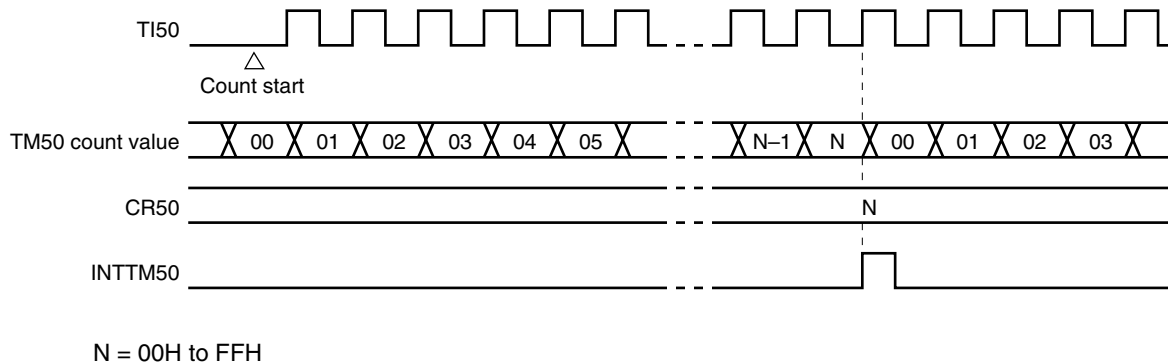 TI50
Count start
TM50 count value 00 01 02 03 04 05 N–1 N 00 01 02 03
CR50 N
INTTM50
N = 00H to FFH